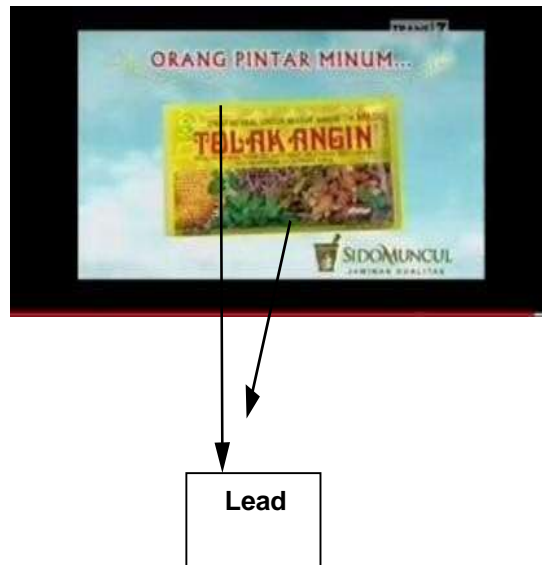 TRANS|7
ORANG PINTAR MINUM...
TOLAK ANGIN
SIDOMUNCUL
JAMINAN KUALITAS
Lead